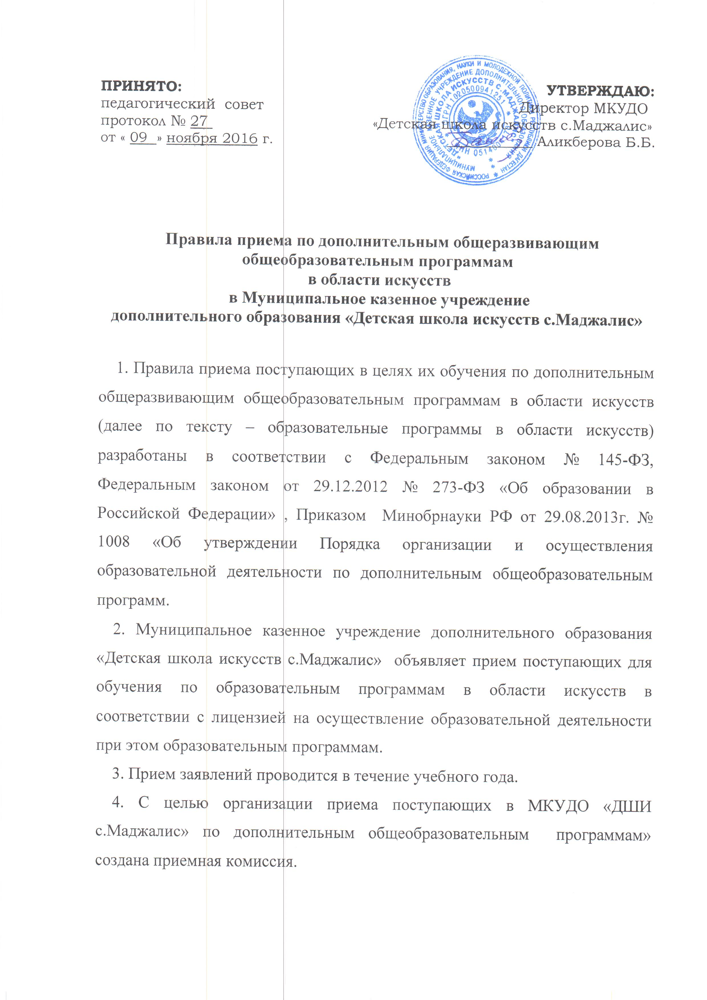 ПРИНЯТО:
педагогический совет
протокол № 27
от « 09 » ноября 2016 г.
УТВЕРЖДАЮ:
Директор МКУДО
«Детская школа искусств с.Маджалис»
Аликберова Б.Б.
РОССИЙСКАЯ ФЕДЕРАЦИЯ МИНИСТЕРСТВО ОБРАЗОВАНИЯ, НАУКИ И МОЛОДЕЖНОЙ ПОЛИТИКИ РЕСПУБЛИКИ ДАГЕСТАН
МУНИЦИПАЛЬНОЕ КАЗЕННОЕ УЧРЕЖДЕНИЕ ДОПОЛНИТЕЛЬНОГО ОБРАЗОВАНИЯ
"ДЕТСКАЯ ШКОЛА ИСКУССТВ С.МАДЖАЛИС"
ОГРН 1020500941251
ИНН
Правила приема по дополнительным общеразвивающим
общеобразовательным программам
в области искусств
в Муниципальное казенное учреждение
дополнительного образования «Детская школа искусств с.Маджалис»
1. Правила приема поступающих в целях их обучения по дополнительным
общеразвивающим общеобразовательным программам в области искусств
(далее по тексту – образовательные программы в области искусств)
разработаны в соответствии с Федеральным законом № 145-ФЗ,
Федеральным законом от 29.12.2012 № 273-ФЗ «Об образовании в
Российской Федерации» , Приказом Минобрнауки РФ от 29.08.2013г. №
1008 «Об утверждении Порядка организации и осуществления
образовательной деятельности по дополнительным общеобразовательным
программ.
2. Муниципальное казенное учреждение дополнительного образования
«Детская школа искусств с.Маджалис» объявляет прием поступающих для
обучения по образовательным программам в области искусств в
соответствии с лицензией на осуществление образовательной деятельности
при этом образовательным программам.
3. Прием заявлений проводится в течение учебного года.
4. С целью организации приема поступающих в МКУДО «ДШИ
с.Маджалис» по дополнительным общеобразовательным программам»
создана приемная комиссия.